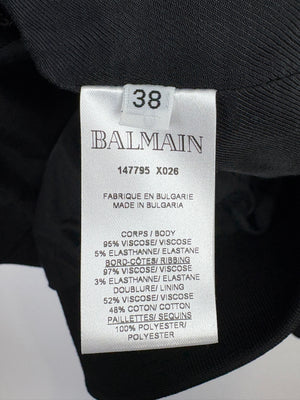 38
BALMAIN
147795 X026
FABRIQUE EN BULGARIE
MADE IN BULGARIA
CORPS / BODY
95% VISCOSE/ VISCOSE
5% ELASTHANNE/ ELASTANE
BORD-CÔTES/ RIBBING
97% VISCOSE/ VISCOSE
3% ELASTHANNE/ ELASTANE
DOUBLURE/ LINING
52% VISCOSE/ VISCOSE
48% COTON/ COTTON
PAILLETTES/ SEQUINS
100% POLYESTER/
POLYESTER